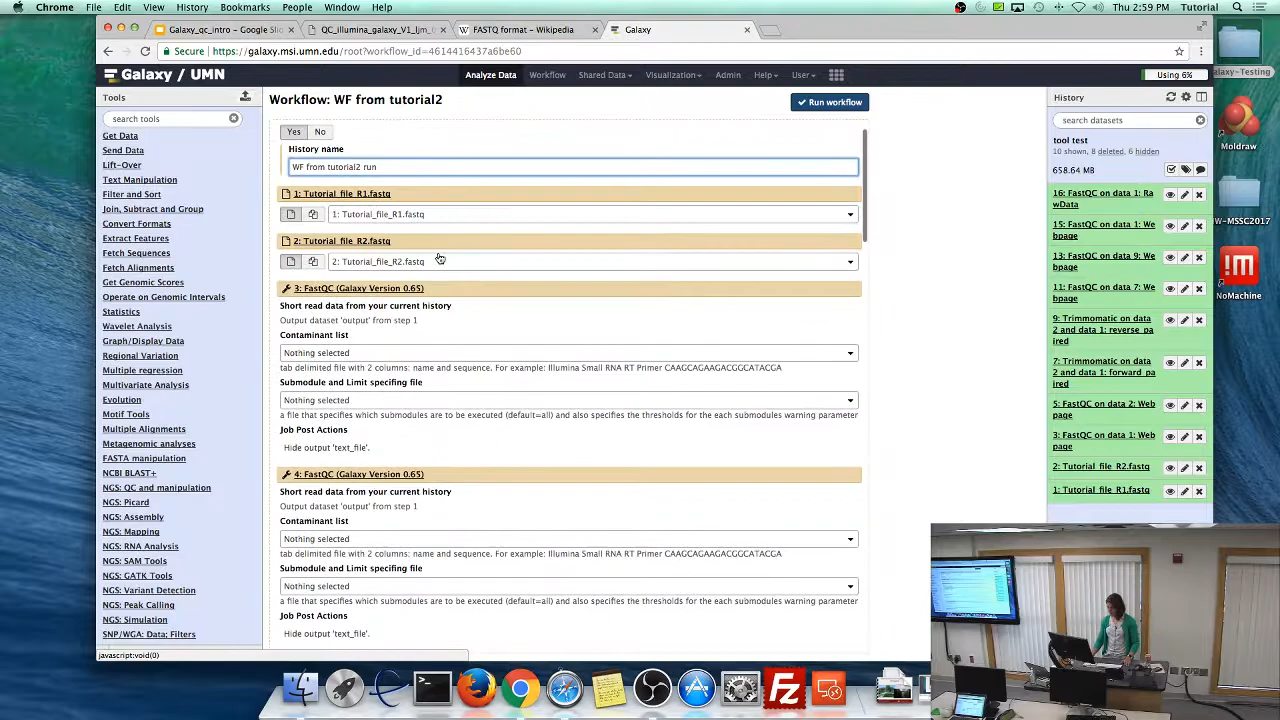 Chrome File Edit View History Bookmarks People Window Help
Thu 2:59 PM Tutorial
Galaxy_qc_intro - Google Sli
QC_illumina_galaxy_V1_ljm_
FASTQ format - Wikipedia
Galaxy
Secure https://galaxy.msi.umn.edu/root?workflow_id=4614416437a6be60
Galaxy / UMN
Analyze Data Workflow Shared Data Visualization Admin Help User
Using 6%
Tools
search tools
Get Data
Send Data
Lift-Over
Text Manipulation
Filter and Sort
Join, Subtract and Group
Convert Formats
Extract Features
Fetch Sequences
Fetch Alignments
Get Genomic Scores
Operate on Genomic Intervals
Statistics
Wavelet Analysis
Graph/Display Data
Regional Variation
Multiple regression
Multivariate Analysis
Evolution
Motif Tools
Multiple Alignments
Metagenomic analyses
FASTA manipulation
NCBI BLAST+
NGS: QC and manipulation
NGS: Picard
NGS: Assembly
NGS: Mapping
NGS: RNA Analysis
NGS: SAM Tools
NGS: GATK Tools
NGS: Variant Detection
NGS: Peak Calling
NGS: Simulation
SNP/WGA: Data; Filters
javascript:void(0)
Workflow: WF from tutorial2
Run workflow
Yes No
History name
WF from tutorial2 run
1: Tutorial_file_R1.fastq
1: Tutorial_file_R1.fastq
2: Tutorial_file_R2.fastq
2: Tutorial_file_R2.fastq
3: FastQC (Galaxy Version 0.65)
Short read data from your current history
Output dataset 'output' from step 1
Contaminant list
Nothing selected
tab delimited file with 2 columns: name and sequence. For example: Illumina Small RNA RT Primer CAAGCAGAAGACGGCATACGA
Submodule and Limit specifing file
Nothing selected
a file that specifies which submodules are to be executed (default=all) and also specifies the thresholds for the each submodules warning parameter
Job Post Actions
Hide output 'text_file'.
4: FastQC (Galaxy Version 0.65)
Short read data from your current history
Output dataset 'output' from step 1
Contaminant list
Nothing selected
tab delimited file with 2 columns: name and sequence. For example: Illumina Small RNA RT Primer CAAGCAGAAGACGGCATACGA
Submodule and Limit specifing file
Nothing selected
a file that specifies which submodules are to be executed (default=all) and also specifies the thresholds for the each submodules warning parameter
Job Post Actions
Hide output 'text_file'.
History
search datasets
tool test
10 shown, 8 deleted, 6 hidden
658.64 MB
16: FastQC on data 1: Ra
wData
15: FastQC on data 1: We
bpage
13: FastQC on data 9: We
bpage
11: FastQC on data 7: We
bpage
9: Trimmomatic on data
2 and data 1: reverse_pa
ired
7: Trimmomatic on data
2 and data 1: forward_pa
ired
5: FastQC on data 2: Web
page
3: FastQC on data 1: Web
page
2: Tutorial_file_R2.fastq
1: Tutorial_file_R1.fastq
alaxy-Testing
Moldraw
W-MSSC2017
NoMachine